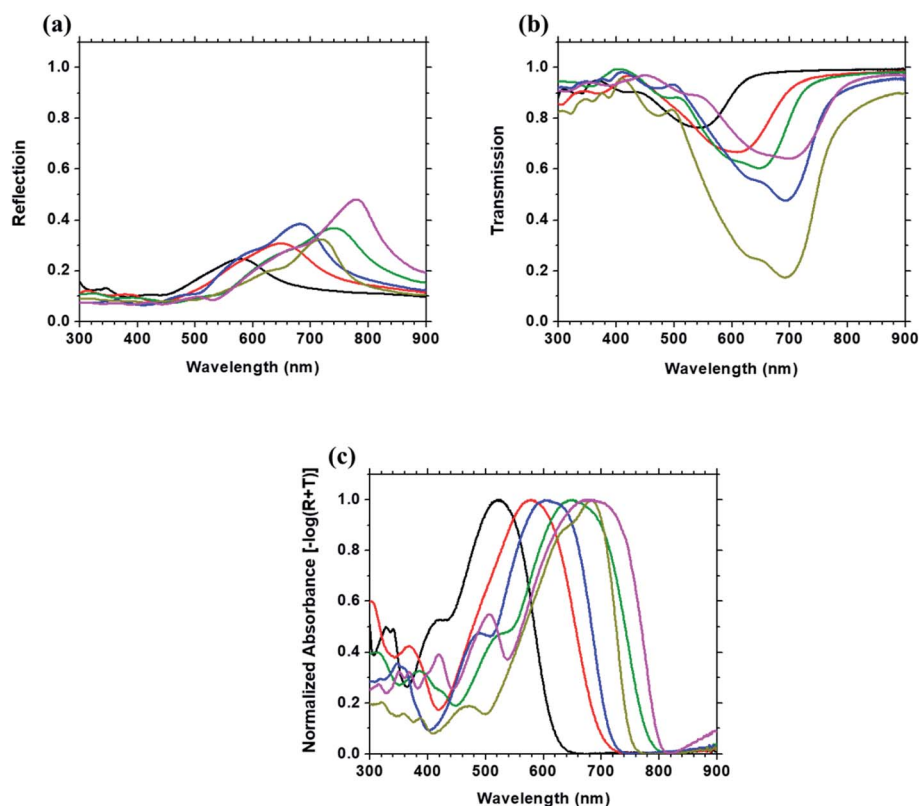 (a)
Reflectioin
1.0
0.8
0.6
0.4
0.2
0.0
300 400 500 600 700 800 900
Wavelength (nm)
(b)
Transmission
1.0
0.8
0.6
0.4
0.2
0.0
300 400 500 600 700 800 900
Wavelength (nm)
(c)
Normalized Absorbance [-log(R+T)]
1.0
0.8
0.6
0.4
0.2
0.0
300 400 500 600 700 800 900
Wavelength (nm)